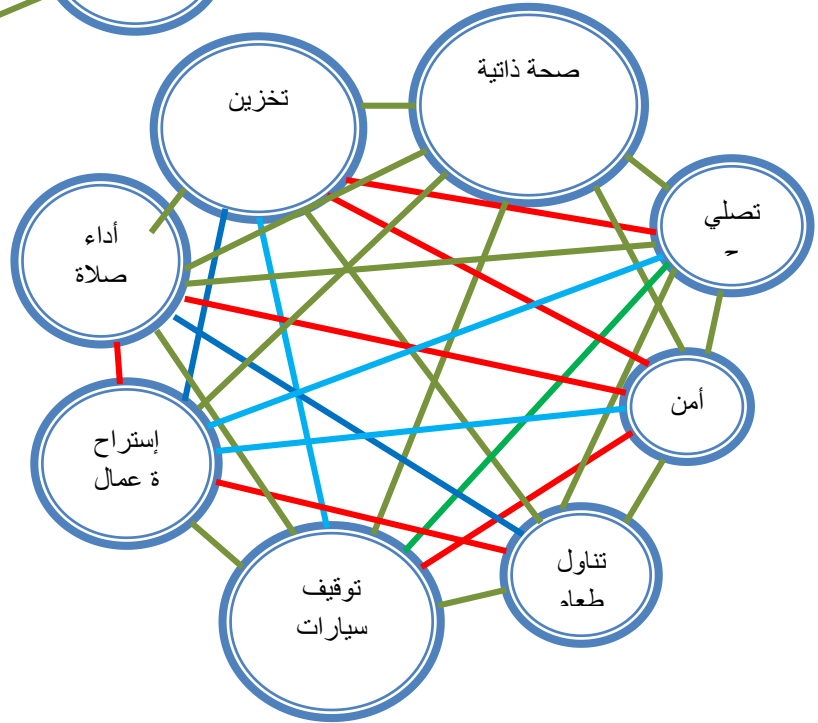 صحة ذاتية
تخزين
تصلي
ح
أداء
صلاة
أمن
إستراح
ة عمال
تناول
طعام
توقيف
سيارات